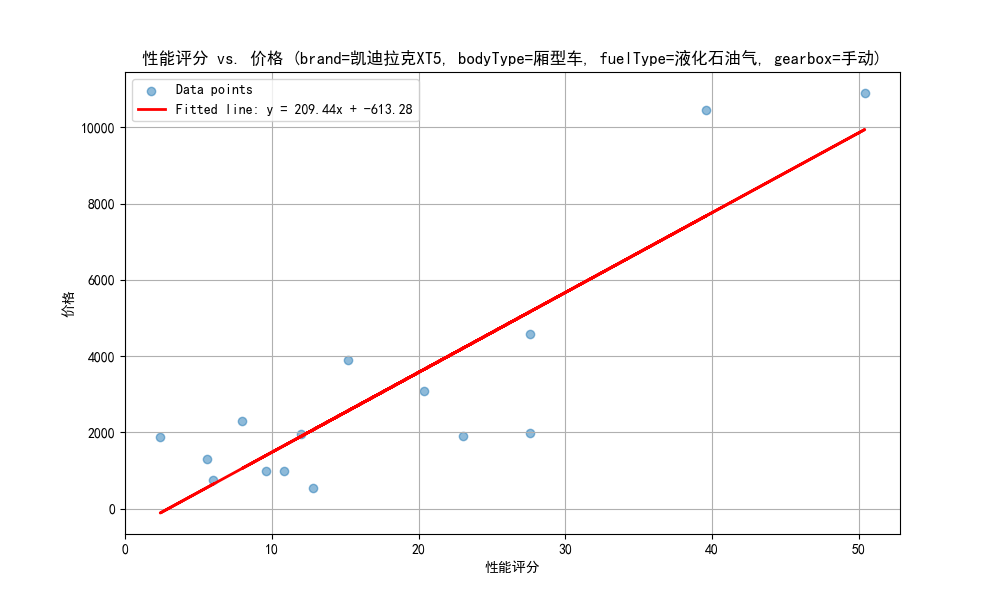 性能评分 vs. 价格 (brand=凯迪拉克XT5, bodyType=厢型车, fuelType=液化石油气, gearbox=手动)
Data points
Fitted line: y = 209.44x + -613.28
价格
10000
8000
6000
4000
2000
0
0 10 20 30 40 50
性能评分